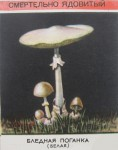 СМЕРТЕЛЬНО ЯДОВИТЫЙ
БЛЕДНАЯ ПОГАНКА
(БЕЛАЯ)